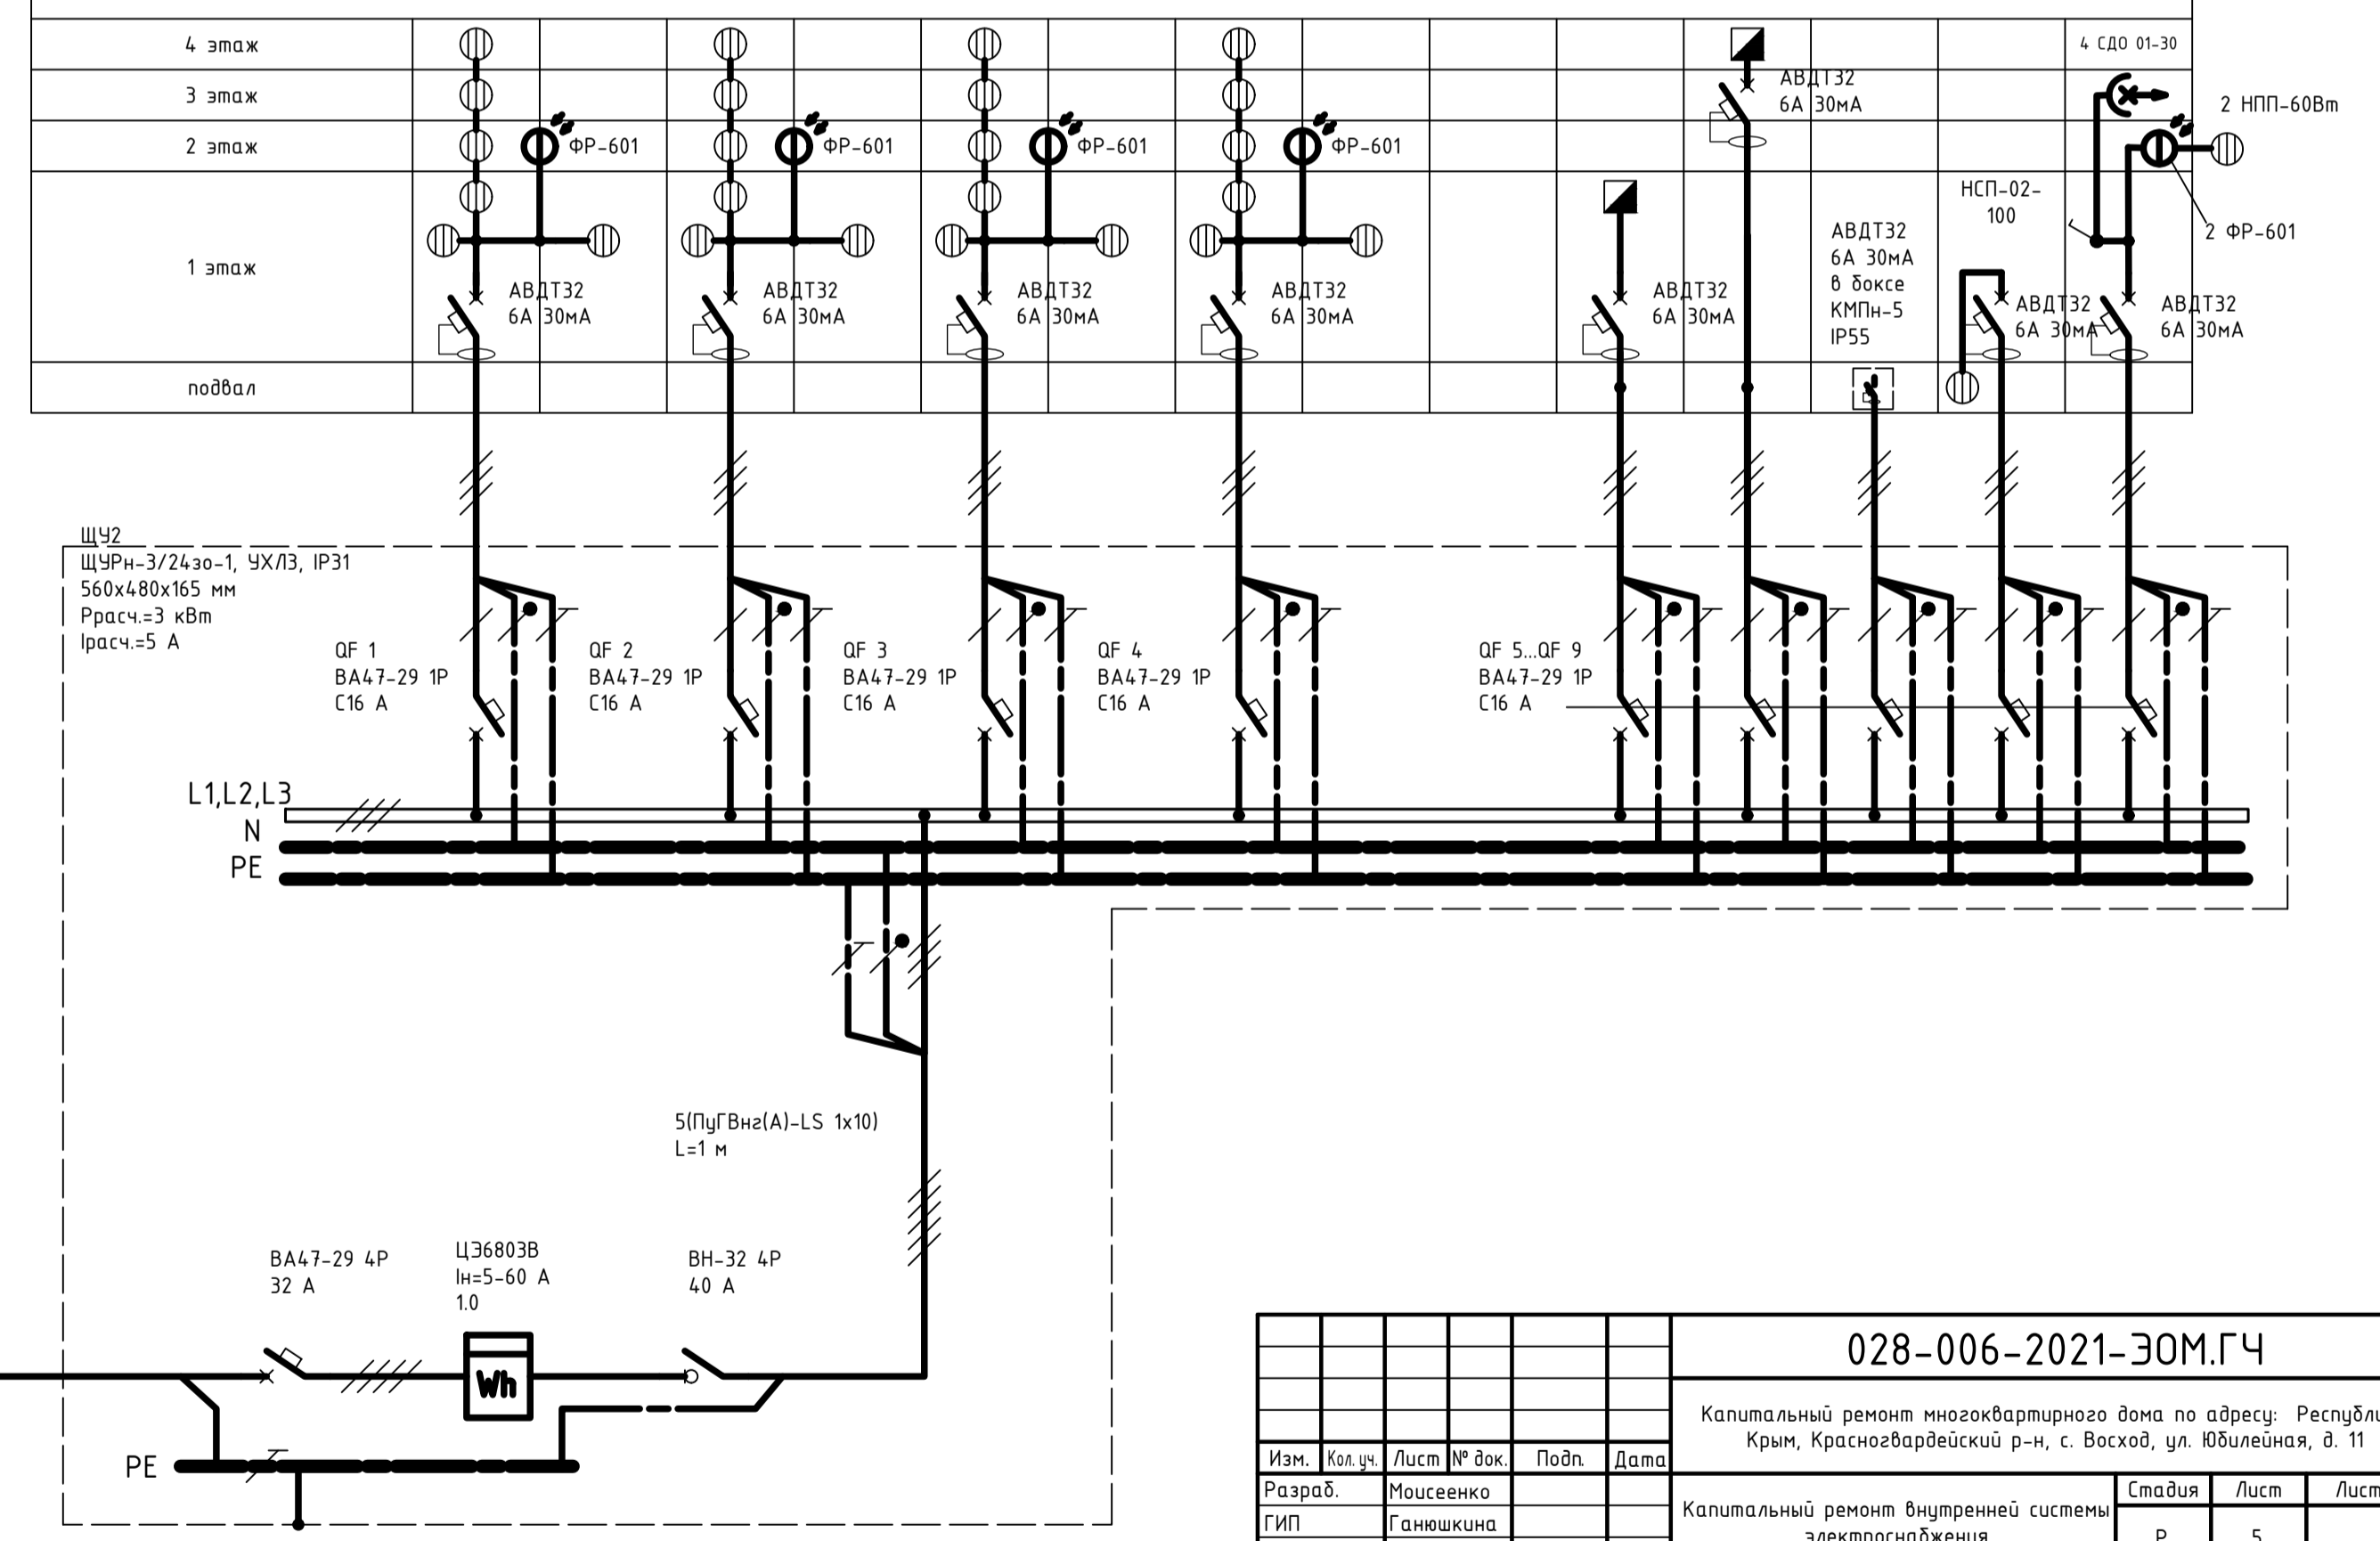 4 этаж
4 СДО 01-30
3 этаж
АВДТ32
6А 30мА
2 НПП-60Вт
2 этаж
ФР-601
ФР-601
ФР-601
ФР-601
НСП-02-
100
2 ФР-601
АВДТ32
6А 30мА
в боксе
КМПн-5
IP55
1 этаж
АВДТ32
6А 30мА
АВДТ32
6А 30мА
АВДТ32
6А 30мА
АВДТ32
6А 30мА
АВДТ32
6А 30мА
АВДТ32
6А 30мА
АВДТ32
6А 30мА
подвал
ЩУ2
ЩУРн-3/24зо-1, УХЛ3, IP31
560х480х165 мм
Ррасч.=3 кВт
Iрасч.=5 А
QF 1
ВА47-29 1Р
С16 А
QF 2
ВА47-29 1Р
С16 А
QF 3
ВА47-29 1Р
С16 А
QF 4
ВА47-29 1Р
С16 А
QF 5...QF 9
ВА47-29 1Р
С16 А
L1,L2,L3
N
PE
5(ПуГВнг(А)-LS 1х10)
L=1 м
ВА47-29 4Р
32 А
ЦЭ6803В
Iн=5-60 А
1.0
ВН-32 4Р
40 А
Wh
PE
028-006-2021-ЭОМ.ГЧ
Капитальный ремонт многоквартирного дома по адресу: Республи
Крым, Красногвардейский р-н, с. Восход, ул. Юбилейная, д. 11
Изм. Кол. уч. Лист № док. Подп. Дата
Разраб. Моисеенко
ГИП Ганюшкина
Капитальный ремонт внутренней системы
электроснабжения
Стадия Лист Лист
Р 5